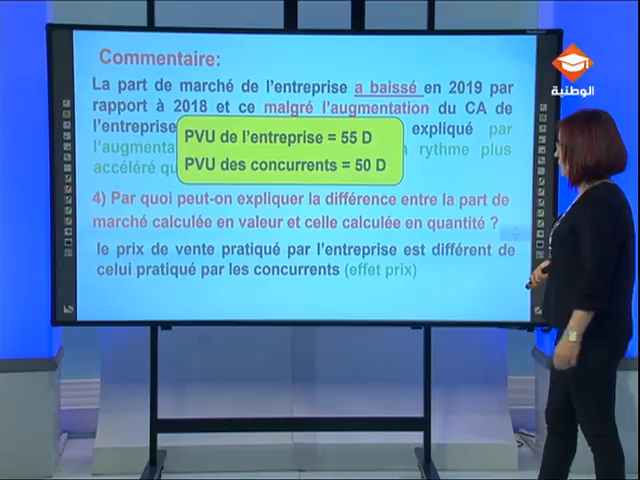 Commentaire:
La part de marché de l'entreprise a baissé en 2019 par
rapport à 2018 et ce malgré l'augmentation du CA de
l'entreprise expliqué par
l'augmenta rythme plus
accéléré
PVU de l'entreprise = 55 D
PVU des concurrents = 50 D
4) Par quoi peut-on expliquer la différence entre la part de
marché calculée en valeur et celle calculée en quantité ?
le prix de vente pratiqué par l'entreprise est différent de
celui pratiqué par les concurrents (effet prix)
الوطنية